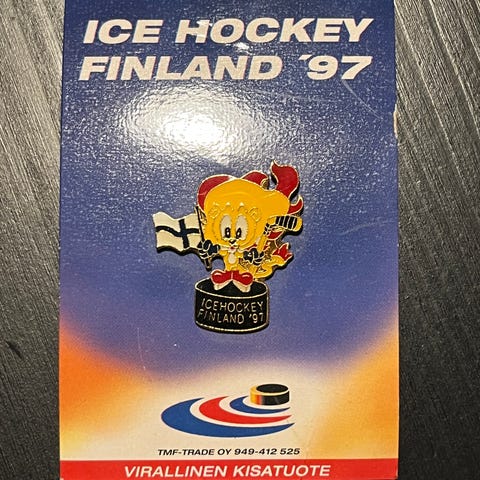 ICE HOCKEY
FINLAND ´97
ICEHOCKEY
FINLAND '97
TMF-TRADE OY 949-412 525
VIRALLINEN KISATUOTE